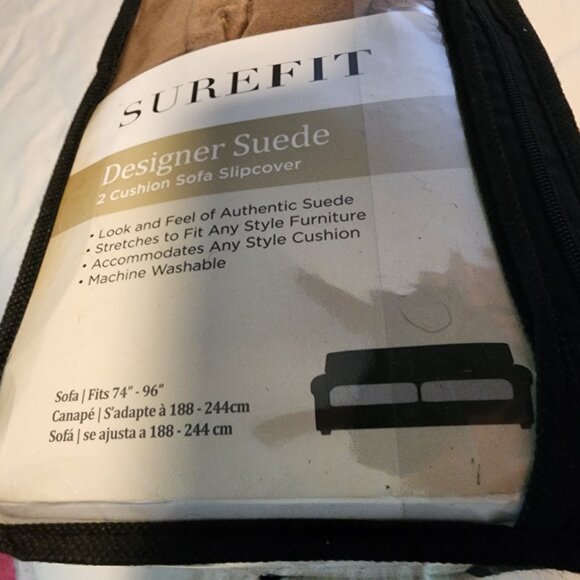 SUREFIT
Designer Suede
2 Cushion Sofa Slipcover
• Look and Feel of Authentic Suede
• Stretches to Fit Any Style Furniture
• Accommodates Any Style Cushion
• Machine Washable
Sofa | Fits 74" - 96"
Canapé | S'adapte à 188 - 244cm
Sofá | se ajusta a 188 - 244 cm